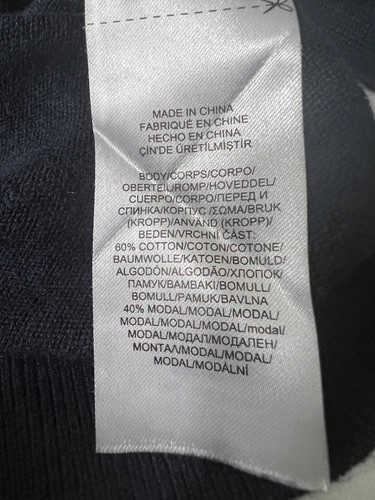 MADE IN CHINA
FABRIQUÉ EN CHINE
HECHO EN CHINA
ÇİN'DE ÜRETİLMİŞTİR
BODY/CORPS/CORPO/
OBERTEIL/ROMP/HOVEDDEL/
CUERPO/CORPO/ПЕРЕД И
СПИНКА/КОРПУС /ΣΩΜΑ/BRUK
(KROPP)/ANVÄND (KROPP)/
BEDEN/VRCHNÍ ČÁST:
60% COTTON/COTON/COTONE/
BAUMWOLLE/KATOEN/BOMULD/
ALGODÓN/ALGODÃO/ХЛОПОК/
ПАМУК/ΒΑΜΒΑΚΙ/BOMULL/
BOMULL/PAMUK/BAVLNA
40% MODAL/MODAL/MODAL/
MODAL/MODAL/MODAL/modal/
MODAL/МОДАЛ/МОДАЛЕН/
ΜΟΝΤΑΛ/MODAL/MODAL/
MODAL/MODÁLNÍ